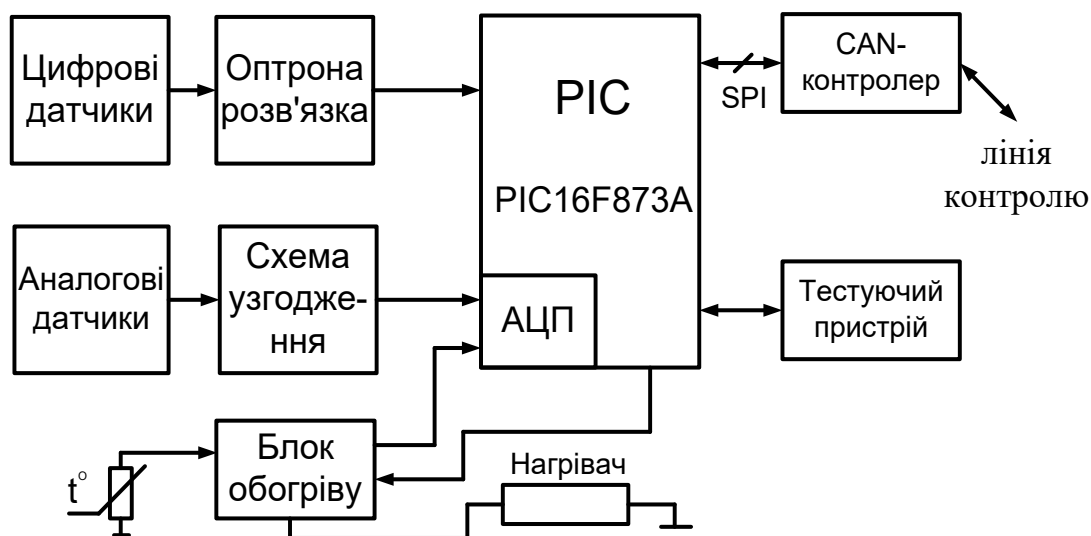 Цифрові
датчики
Оптрона
розв'язка
PIC
PIC16F873A
SPI
CAN-
контролер
лінія
контролю
Аналогові
датчики
Схема
узгодже-
ння
АЦП
Тестуючий
пристрій
t°
Блок
обогріву
Нагрівач